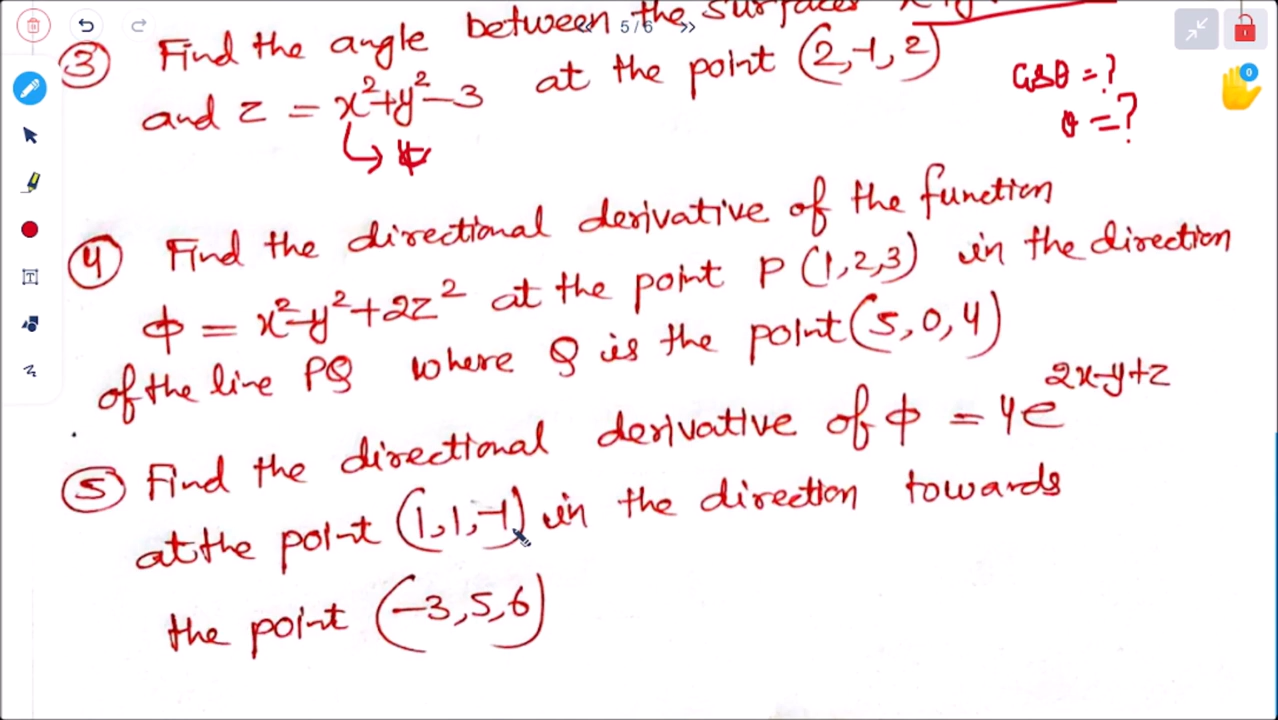 5/6 >>
③ Find the angle between the surfaces
and z = x²+y²-3 at the point (2,-1,2)
cosθ = ?
θ = ?
④ Find the directional derivative of the function
ϕ = x²-y²+2z² at the point P (1,2,3) in the direction
of the line PQ where Q is the point (5,0,4)
⑤ Find the directional derivative of ϕ = 4e^2x-y+z
at the point (1,1,-1) in the direction towards
the point (-3,5,6)